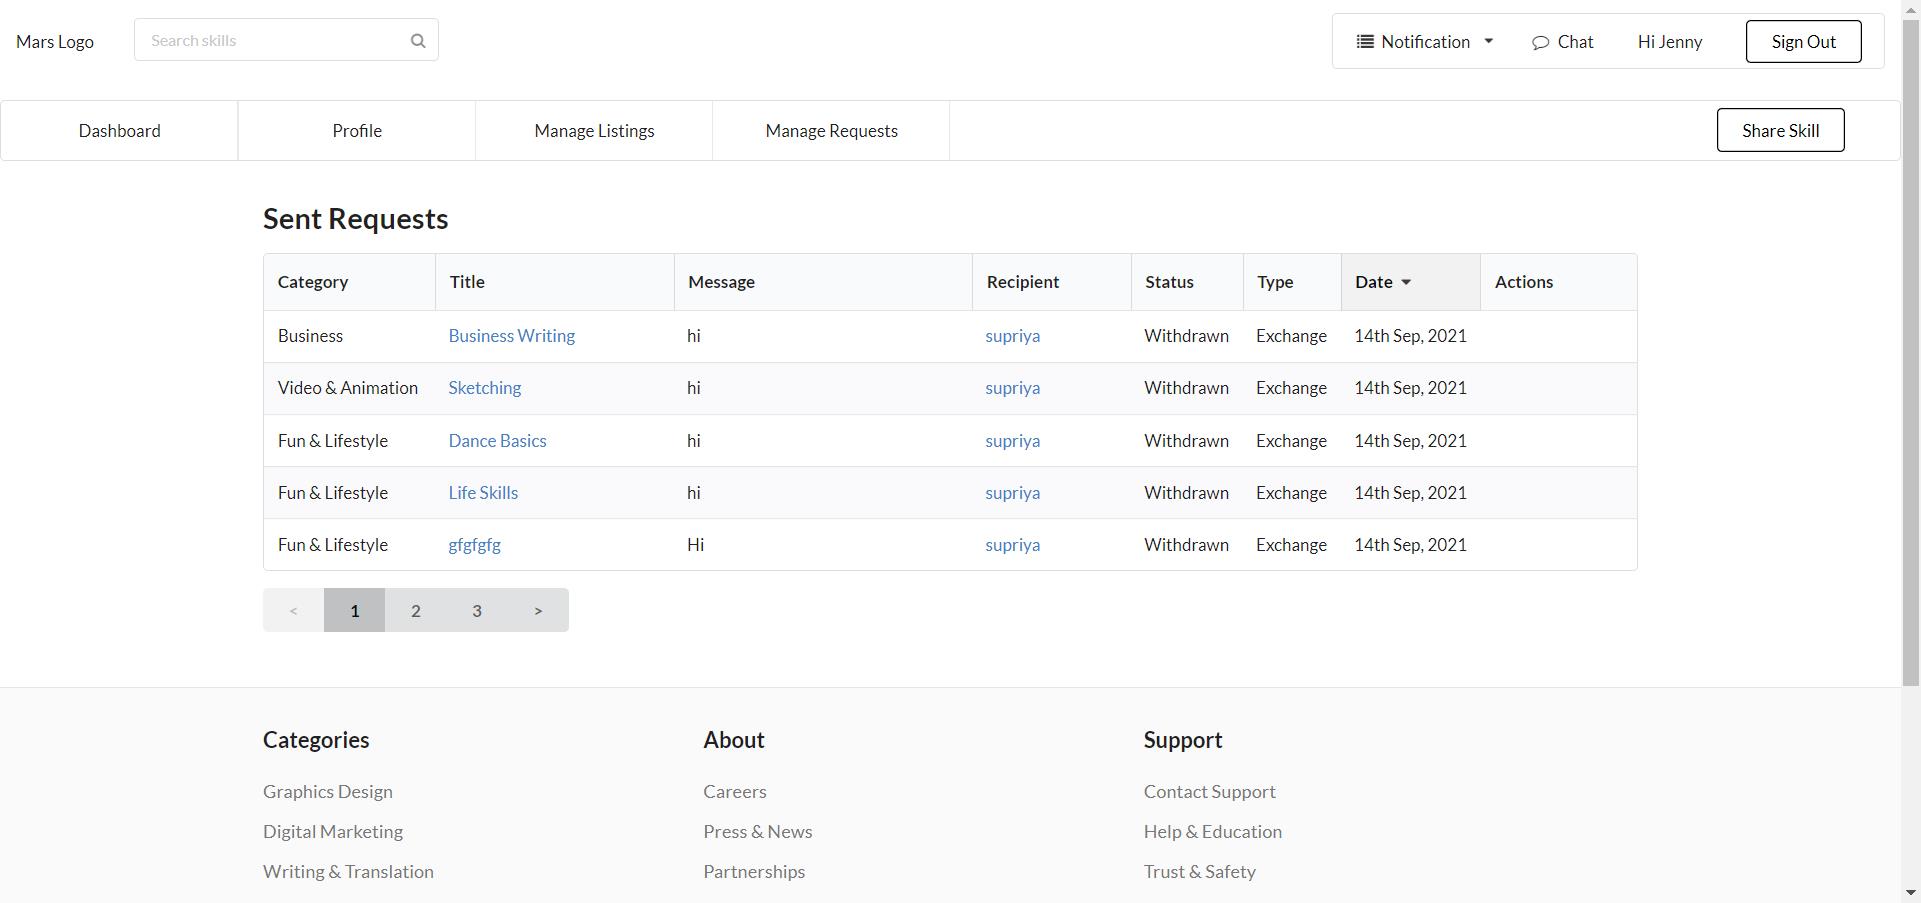 Mars Logo
Search skills
Notification
Chat
Hi Jenny
Sign Out
Dashboard
Profile
Manage Listings
Manage Requests
Share Skill
Sent Requests
Category Title Message Recipient Status Type Date Actions
Business Business Writing hi supriya Withdrawn Exchange 14th Sep, 2021
Video & Animation Sketching hi supriya Withdrawn Exchange 14th Sep, 2021
Fun & Lifestyle Dance Basics hi supriya Withdrawn Exchange 14th Sep, 2021
Fun & Lifestyle Life Skills hi supriya Withdrawn Exchange 14th Sep, 2021
Fun & Lifestyle gfgfgfg Hi supriya Withdrawn Exchange 14th Sep, 2021
< 1 2 3 >
Categories
Graphics Design
Digital Marketing
Writing & Translation
About
Careers
Press & News
Partnerships
Support
Contact Support
Help & Education
Trust & Safety